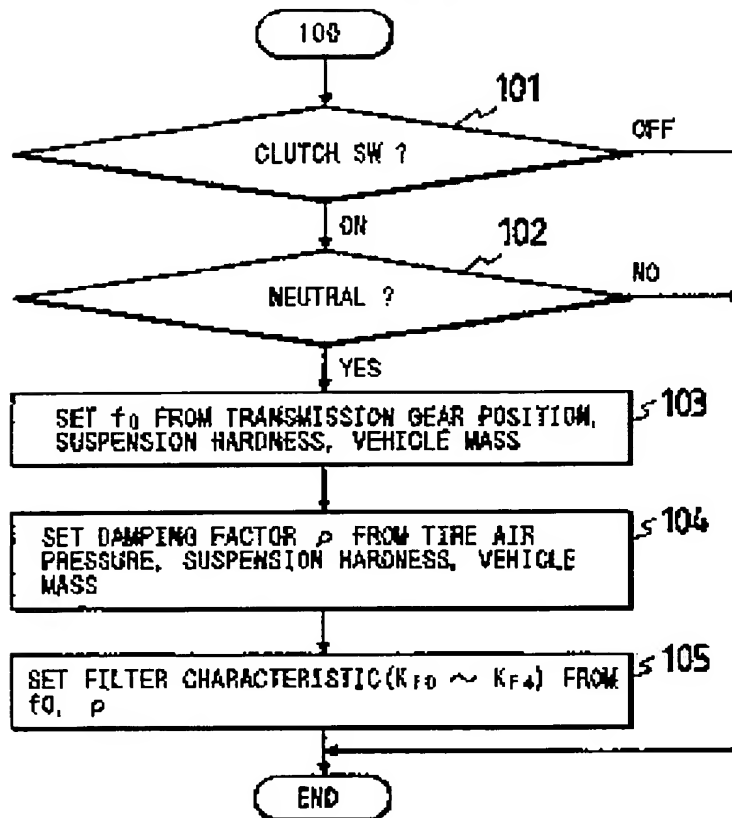 100
101
CLUTCH SW ?
OFF
ON
102
NEUTRAL ?
NO
YES
SET f0 FROM TRANSMISSION GEAR POSITION,
SUSPENSION HARDNESS, VEHICLE MASS
103
SET DAMPING FACTOR ρ FROM TIRE AIR
PRESSURE, SUSPENSION HARDNESS, VEHICLE
MASS
104
SET FILTER CHARACTERISTIC(KF0 ~ KF4) FROM
f0, ρ
105
END